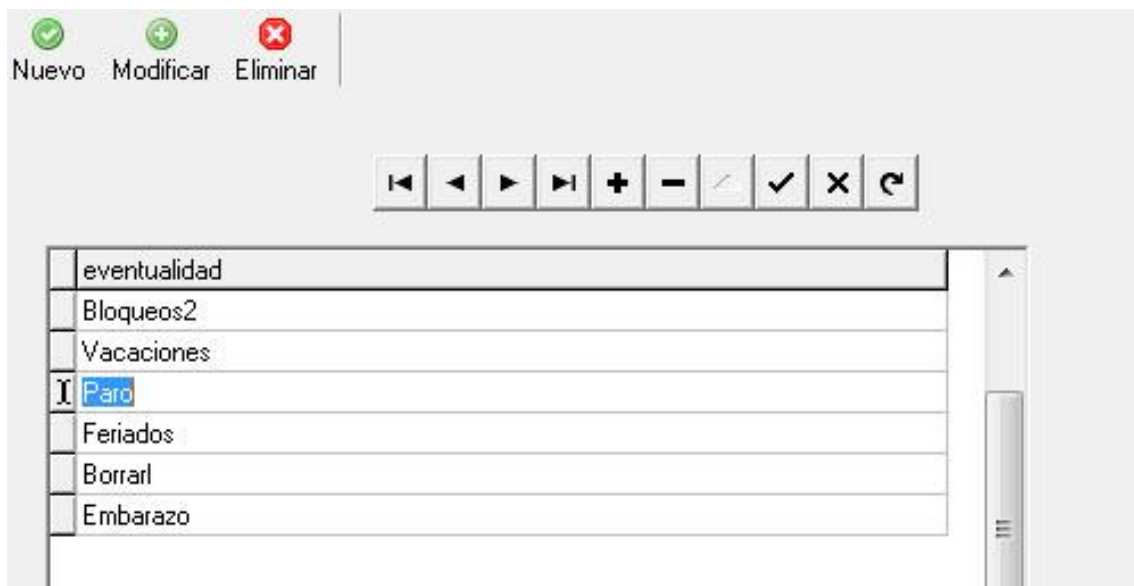 Nuevo Modificar Eliminar
eventualidad
Bloqueos2
Vacaciones
Paro
Feriados
Borrarl
Embarazo